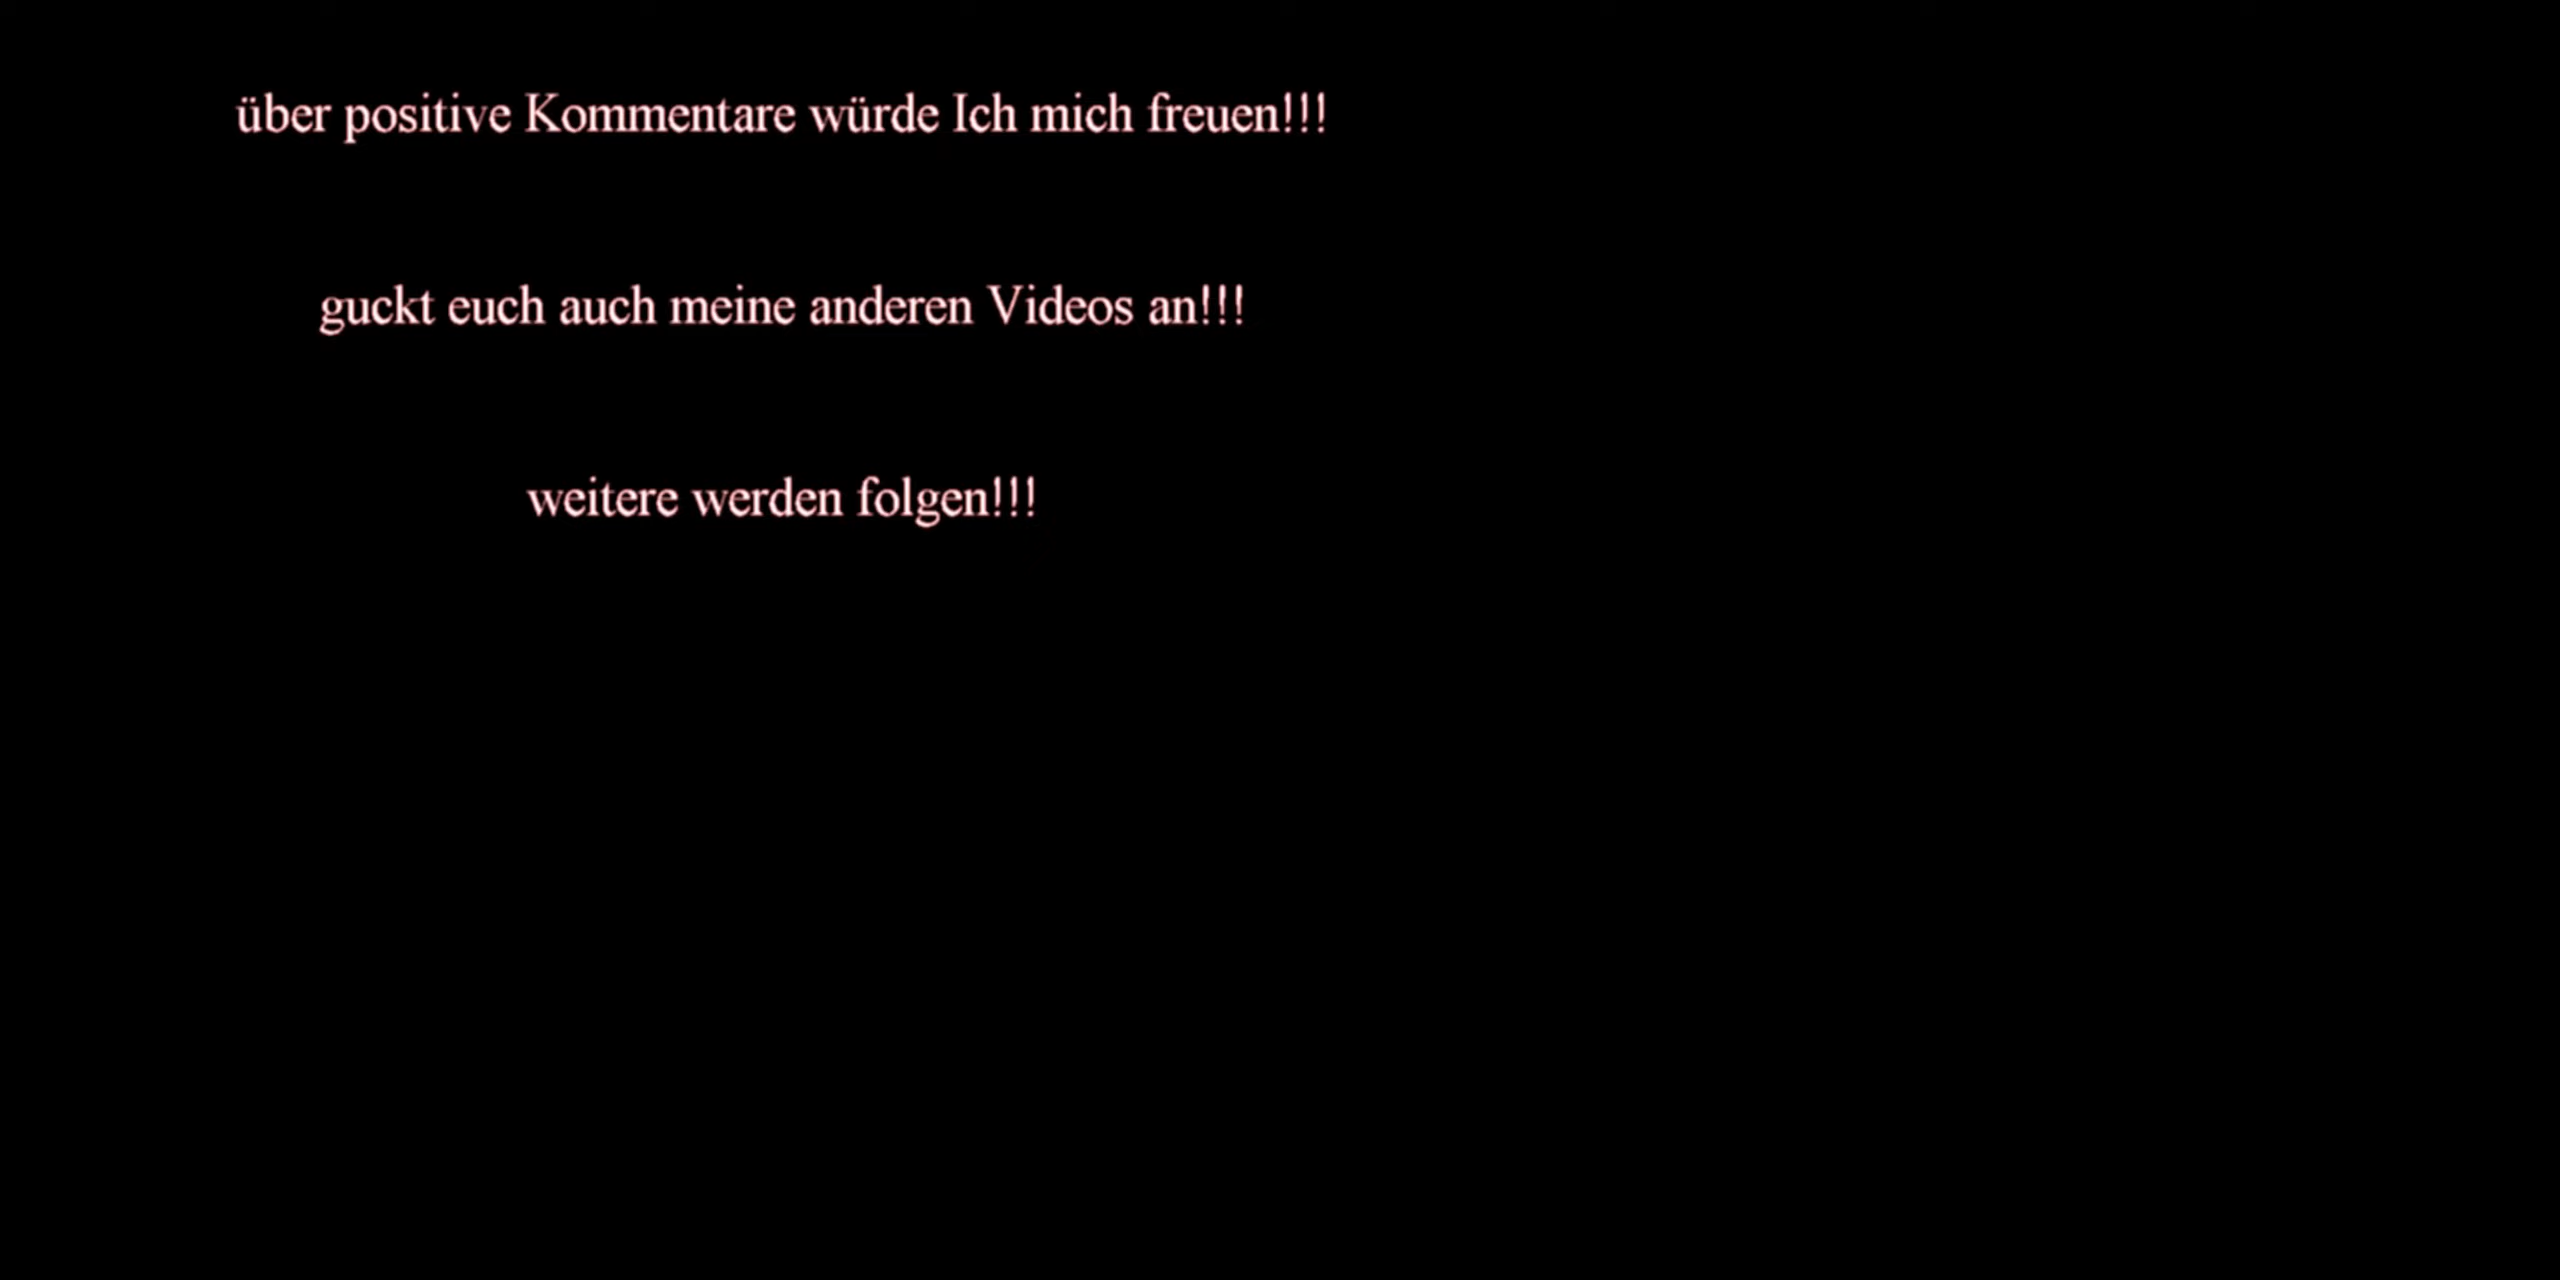 über positive Kommentare würde Ich mich freuen!!!
guckt euch auch meine anderen Videos an!!!
weitere werden folgen!!!